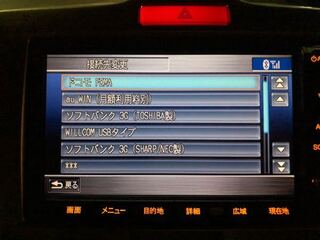 接続先変更
ドコモ FOMA
au WIN (月額利用料別)
ソフトバンク 3G (TOSHIBA製)
WILLCOM USBタイプ
ソフトバンク 3G (SHARP/NEC製)
***
戻る
画面 メニュー 目的地 詳細 広域 現在地